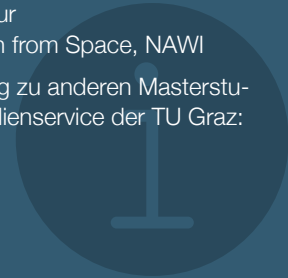 ur
n from Space, NAWI
g zu anderen Masterstu-
dienservice der TU Graz: